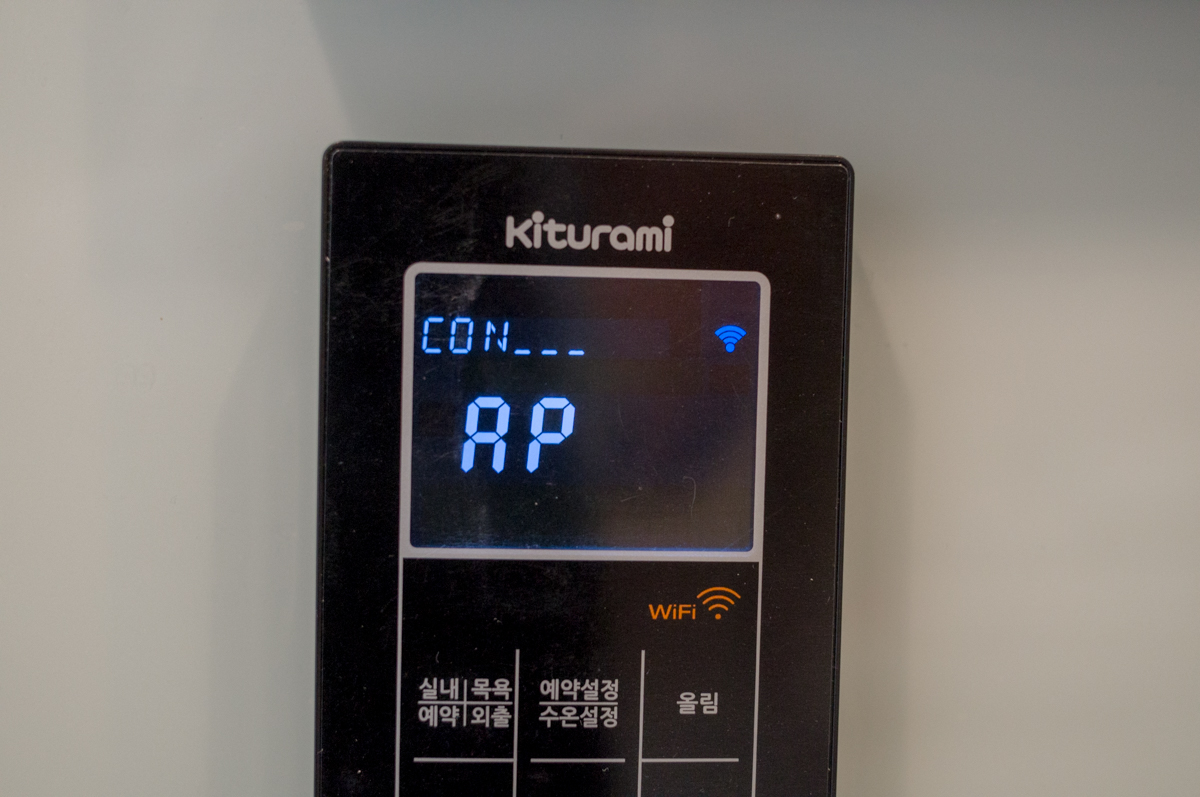 Kiturami
CON___
AP
WiFi
실내 목욕 예약설정 올림
예약 외출 수온설정